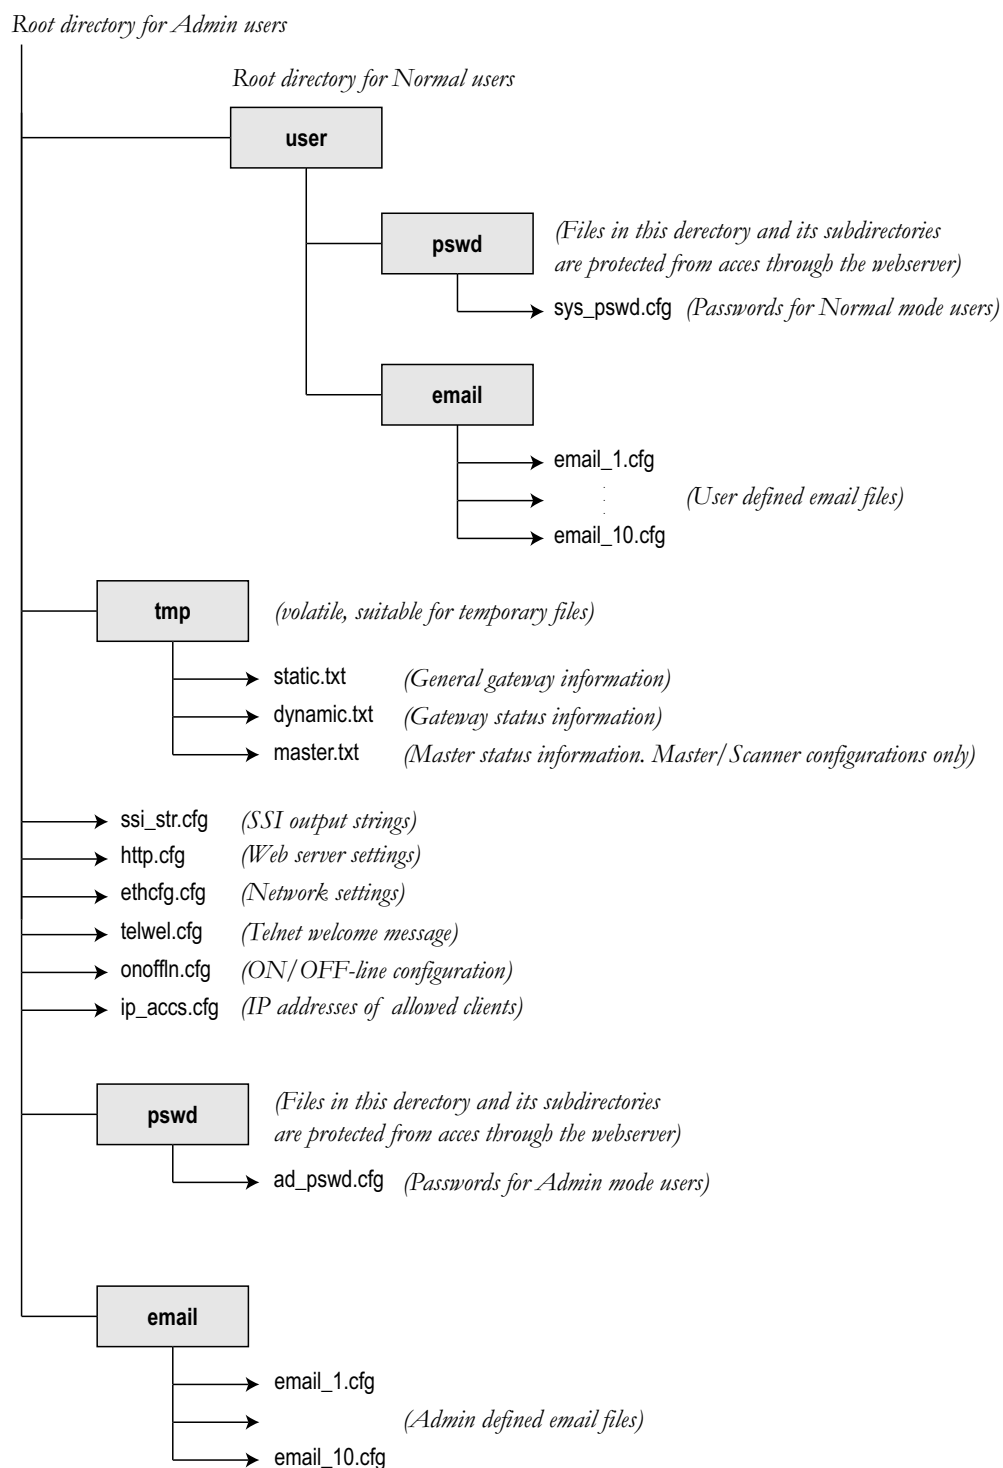 Root directory for Admin users
Root directory for Normal users
user
pswd
(Files in this derectory and its subdirectories
are protected from acces through the webserver)
sys_pswd.cfg (Passwords for Normal mode users)
email
email_1.cfg
(User defined email files)
email_10.cfg
tmp
(volatile, suitable for temporary files)
static.txt (General gateway information)
dynamic.txt (Gateway status information)
master.txt (Master status information. Master/Scanner configurations only)
ssi_str.cfg (SSI output strings)
http.cfg (Web server settings)
ethcfg.cfg (Network settings)
telwel.cfg (Telnet welcome message)
onoffln.cfg (ON/OFF-line configuration)
ip_accs.cfg (IP addresses of allowed clients)
pswd
(Files in this derectory and its subdirectories
are protected from acces through the webserver)
ad_pswd.cfg (Passwords for Admin mode users)
email
email_1.cfg
(Admin defined email files)
email_10.cfg